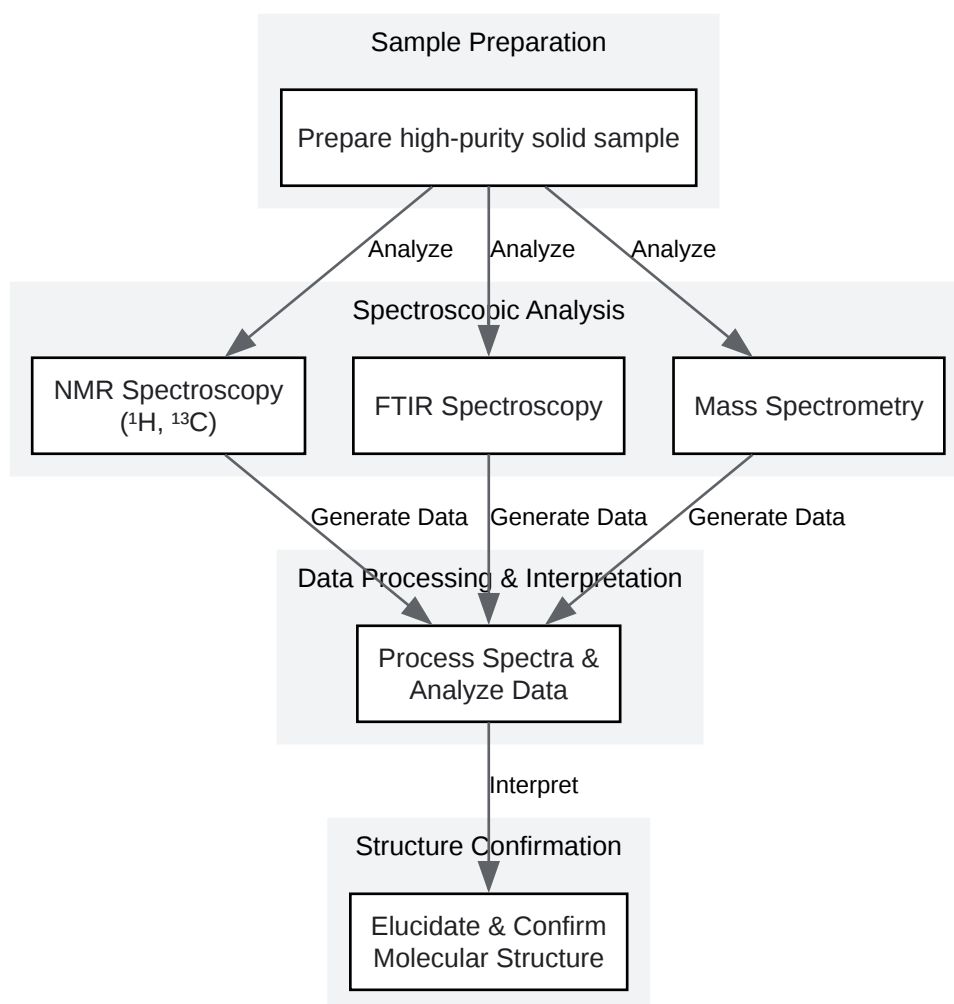 Sample Preparation
Prepare high-purity solid sample
Analyze
Analyze
Analyze
Spectroscopic Analysis
NMR Spectroscopy
(¹H, ¹³C)
FTIR Spectroscopy
Mass Spectrometry
Generate Data
Generate Data
Generate Data
Data Processing & Interpretation
Process Spectra &
Analyze Data
Interpret
Structure Confirmation
Elucidate & Confirm
Molecular Structure